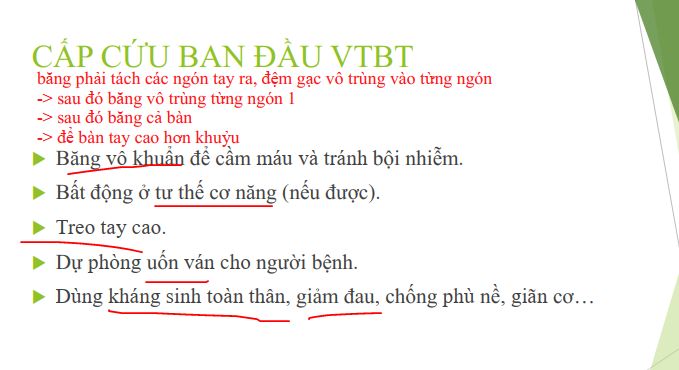 CẤP CỨU BAN ĐẦU VTBT
băng phải tách các ngón tay ra, đệm gạc vô trùng vào từng ngón
-> sau đó băng vô trùng từng ngón 1
-> sau đó băng cả bàn
-> để bàn tay cao hơn khuỷu
Băng vô khuẩn để cầm máu và tránh bội nhiễm.
Bất động ở tư thế cơ năng (nếu được).
Treo tay cao.
Dự phòng uốn ván cho người bệnh.
Dùng kháng sinh toàn thân, giảm đau, chống phù nề, giãn cơ…